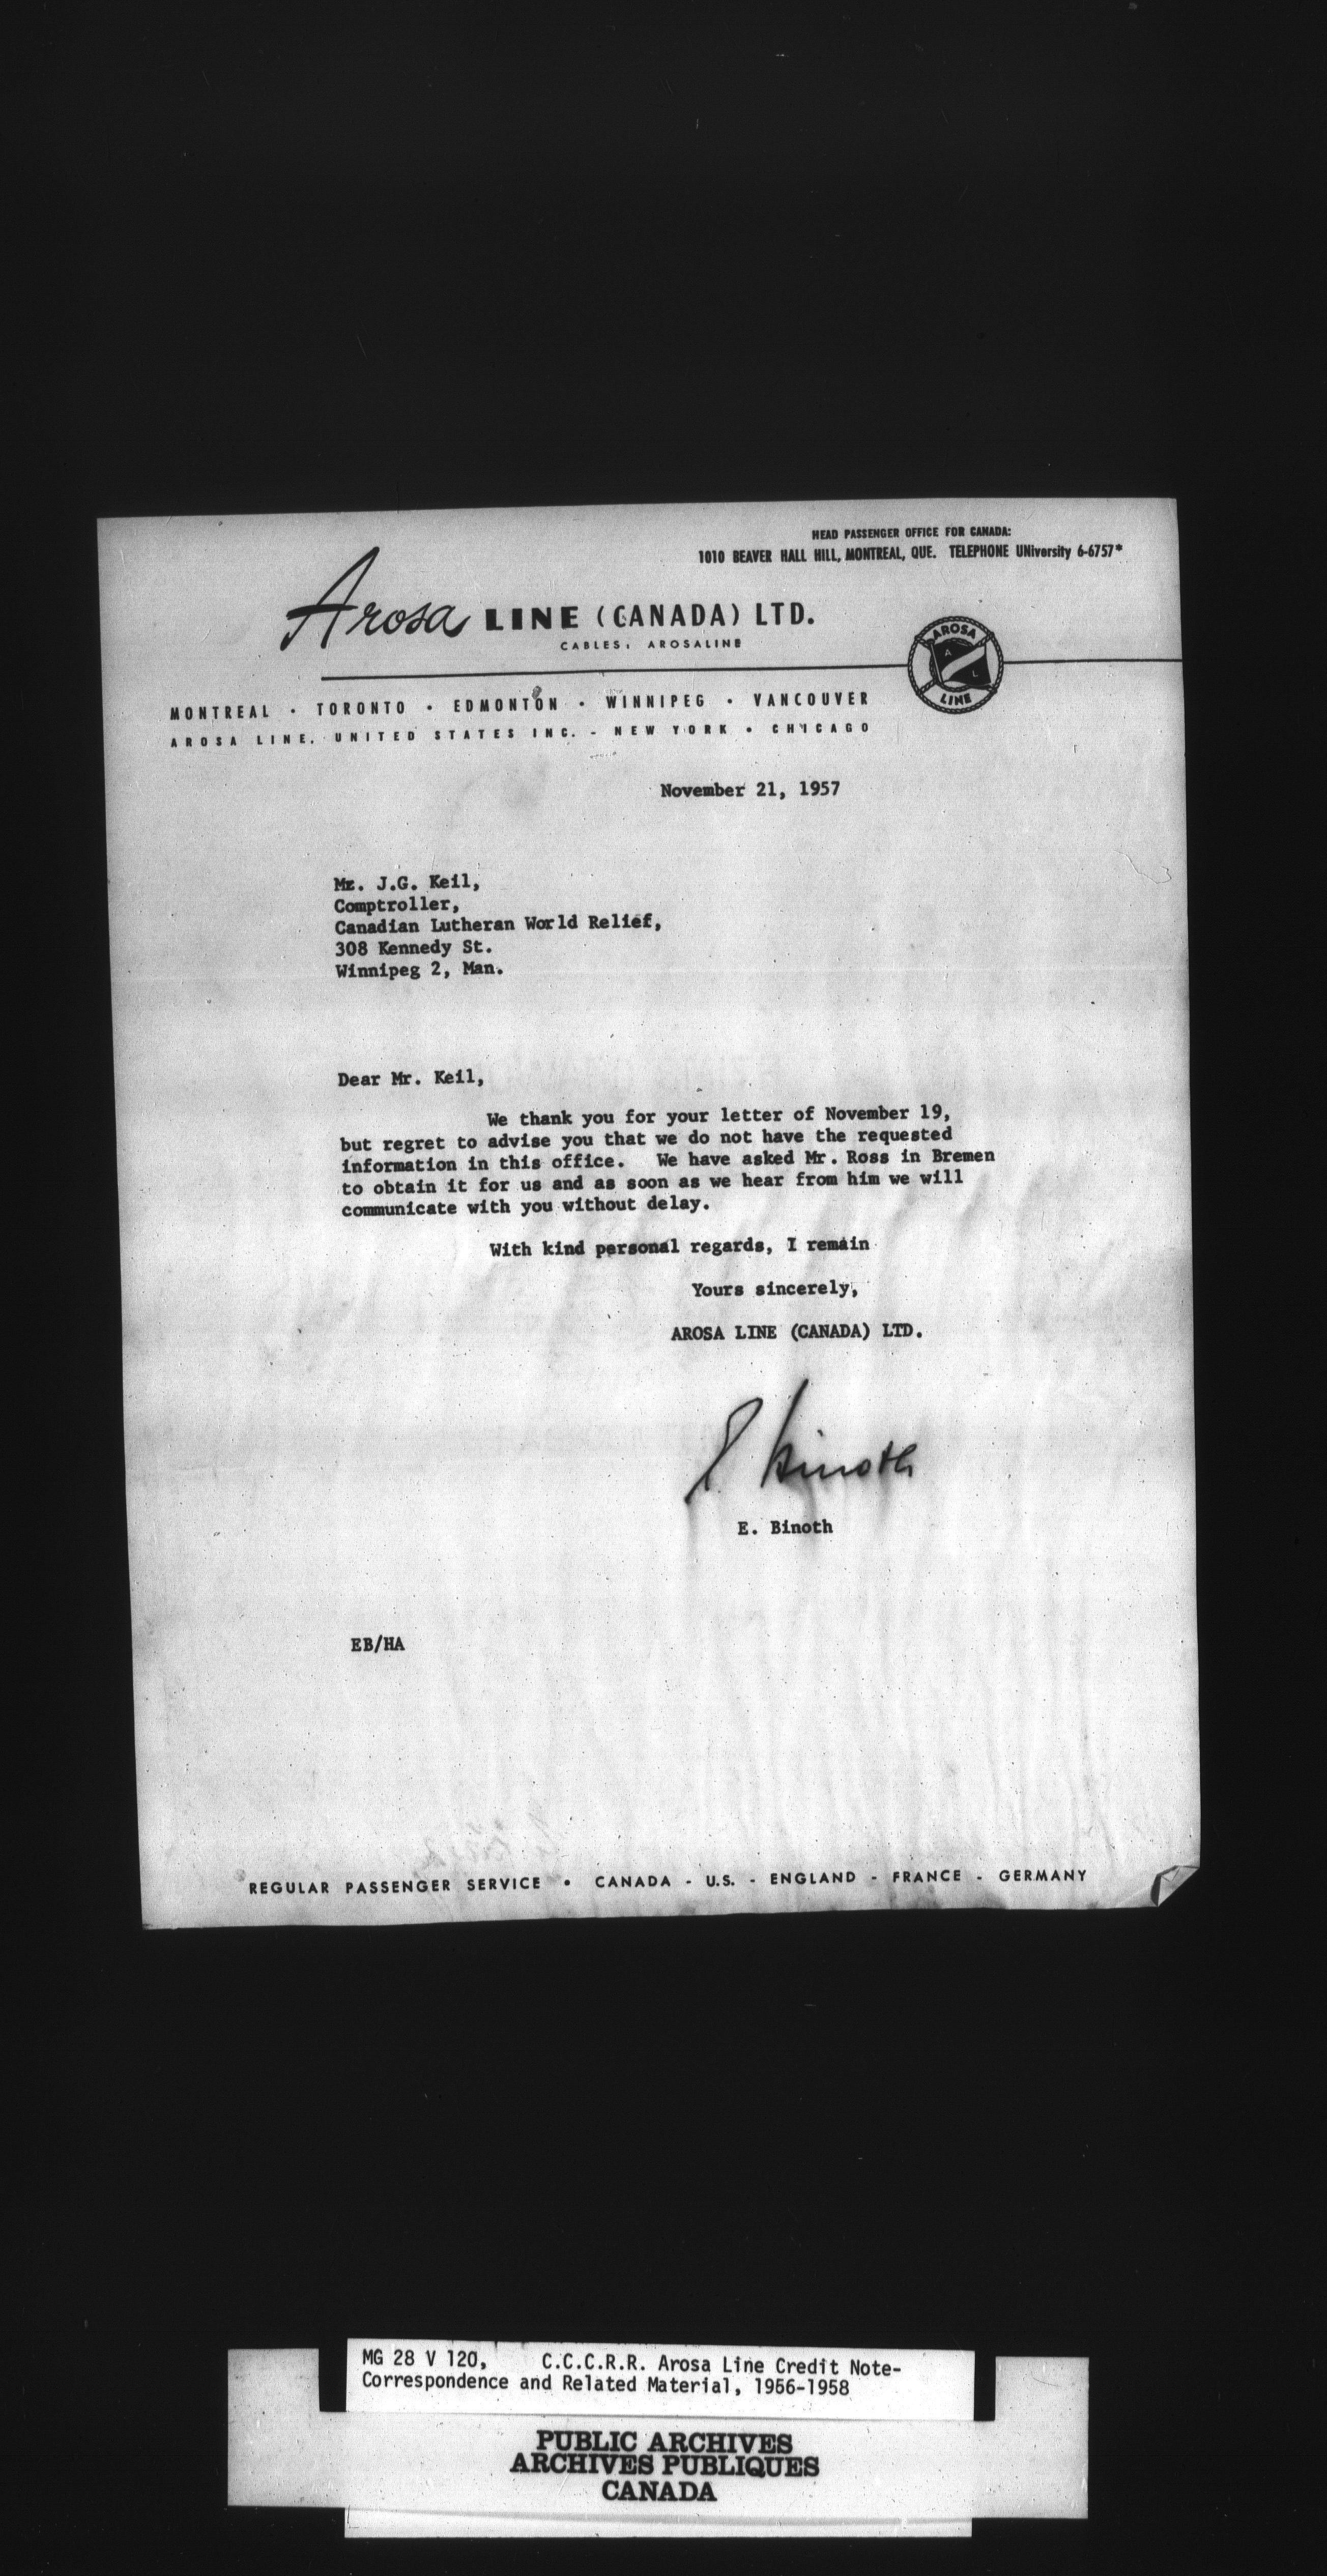 HEAD PASSENGER OFFICE FOR CANADA:
1010 BEAVER HALL HILL, MONTREAL, QUE. TELEPHONE UNiversity 6-6757*
Arosa LINE (CANADA) LTD.
CABLES: AROSALINE
AROSA
A
L
LINE
MONTREAL • TORONTO • EDMONTON • WINNIPEG • VANCOUVER
AROSA LINE, UNITED STATES INC. - NEW YORK • CHICAGO
November 21, 1957
Mr. J.G. Keil,
Comptroller,
Canadian Lutheran World Relief,
308 Kennedy St.
Winnipeg 2, Man.
Dear Mr. Keil,
We thank you for your letter of November 19,
but regret to advise you that we do not have the requested
information in this office. We have asked Mr. Ross in Bremen
to obtain it for us and as soon as we hear from him we will
communicate with you without delay.
With kind personal regards, I remain
Yours sincerely,
AROSA LINE (CANADA) LTD.
E Binoth
E. Binoth
EB/HA
REGULAR PASSENGER SERVICE • CANADA - U.S. - ENGLAND - FRANCE - GERMANY
MG 28 V 120, C.C.C.R.R. Arosa Line Credit Note-
Correspondence and Related Material, 1956-1958
PUBLIC ARCHIVES
ARCHIVES PUBLIQUES
CANADA